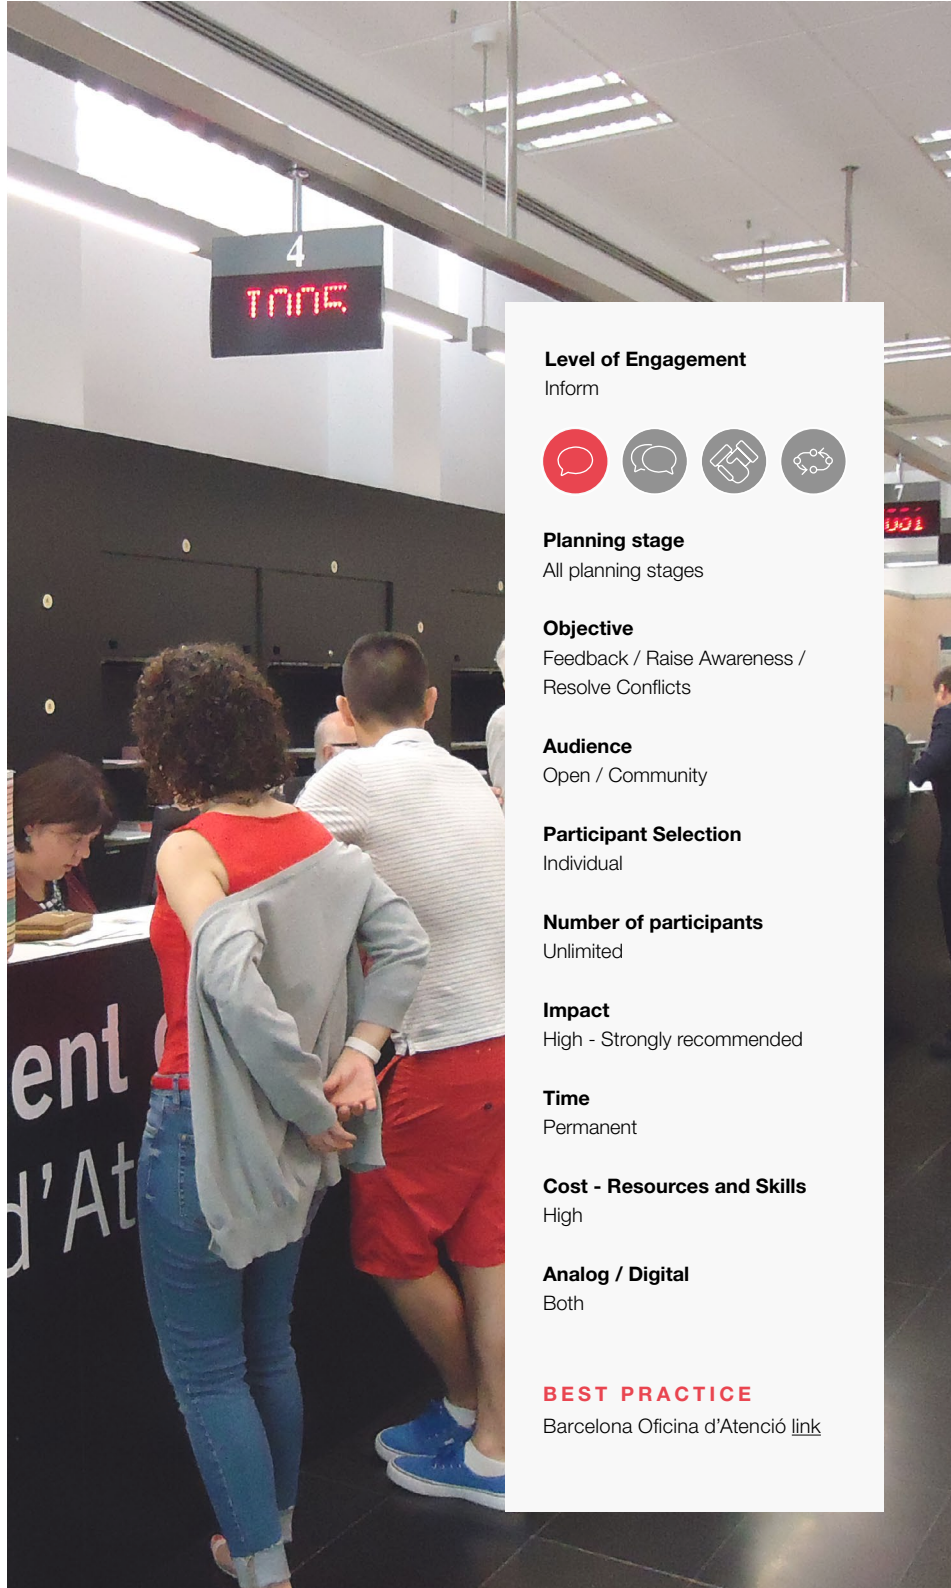 4
Level of Engagement
Inform
7
Planning stage
All planning stages
Objective
Feedback / Raise Awareness /
Resolve Conflicts
Audience
Open / Community
Participant Selection
Individual
Number of participants
Unlimited
Impact
High - Strongly recommended
ent
d'At
Time
Permanent
Cost - Resources and Skills
High
Analog / Digital
Both
BEST PRACTICE
Barcelona Oficina d’Atenció link